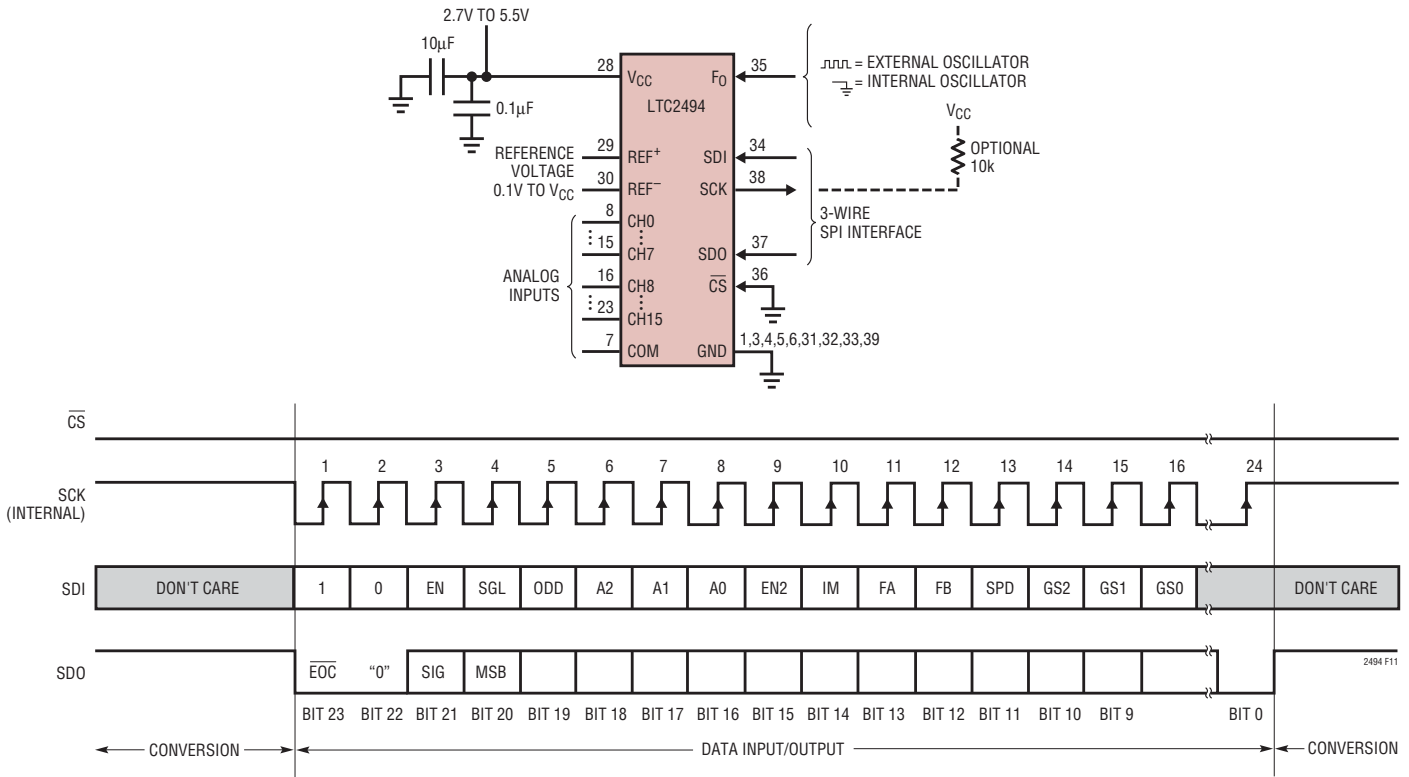 2.7V TO 5.5V
10µF
0.1µF
28
VCC
FO
35
LTC2494
= EXTERNAL OSCILLATOR
= INTERNAL OSCILLATOR
VCC
OPTIONAL
10k
REFERENCE
VOLTAGE
0.1V TO VCC
29
REF+
30
REF–
SDI
34
SCK
38
3-WIRE
SPI INTERFACE
8
CH0
15
CH7
SDO
37
ANALOG
INPUTS
16
CH8
CS
36
23
CH15
7
COM
GND
1,3,4,5,6,31,32,33,39
CS
1 2 3 4 5 6 7 8 9 10 11 12 13 14 15 16 24
SCK
(INTERNAL)
SDI
DON'T CARE 1 0 EN SGL ODD A2 A1 A0 EN2 IM FA FB SPD GS2 GS1 GS0 DON'T CARE
SDO
EOC “0” SIG MSB
2494 F11
BIT 23 BIT 22 BIT 21 BIT 20 BIT 19 BIT 18 BIT 17 BIT 16 BIT 15 BIT 14 BIT 13 BIT 12 BIT 11 BIT 10 BIT 9 BIT 0
CONVERSION DATA INPUT/OUTPUT CONVERSION